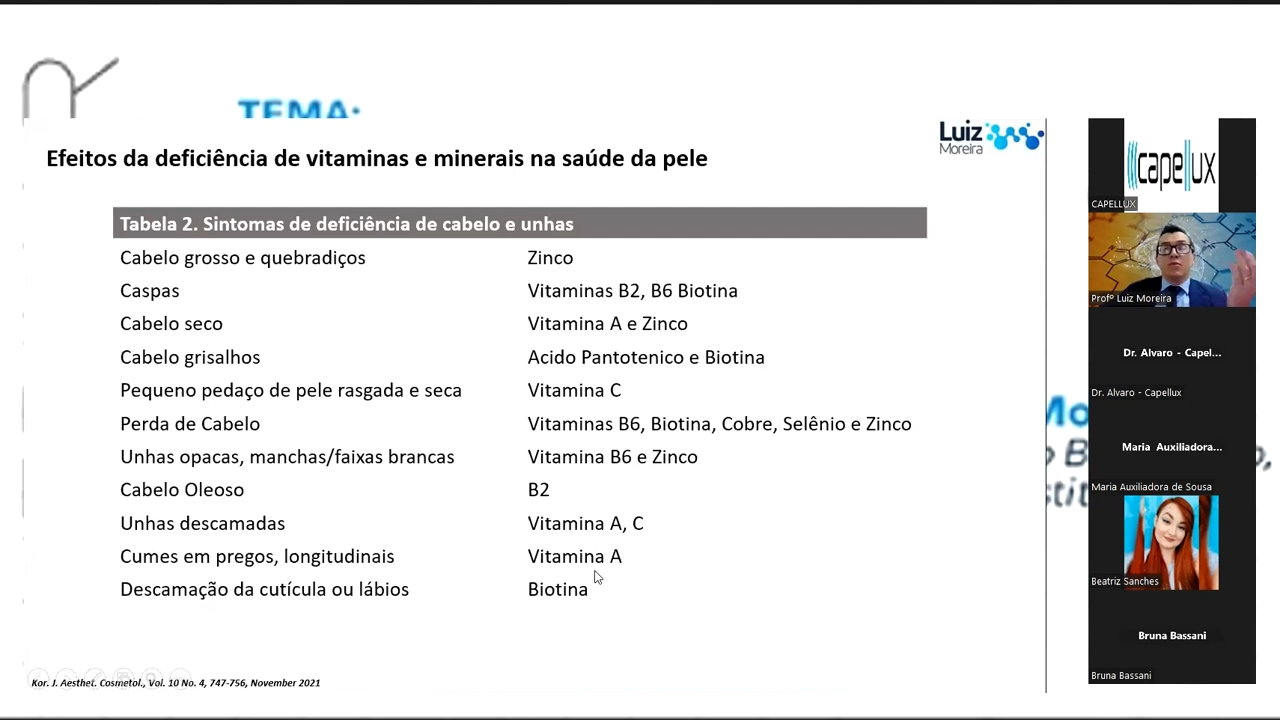 TEMA:
Luiz
Moreira
Efeitos da deficiência de vitaminas e minerais na saúde da pele
Tabela 2. Sintomas de deficiência de cabelo e unhas
Cabelo grosso e quebradiços Zinco
Caspas Vitaminas B2, B6 Biotina
Cabelo seco Vitamina A e Zinco
Cabelo grisalhos Acido Pantotenico e Biotina
Pequeno pedaço de pele rasgada e seca Vitamina C
Perda de Cabelo Vitaminas B6, Biotina, Cobre, Selênio e Zinco
Unhas opacas, manchas/faixas brancas Vitamina B6 e Zinco
Cabelo Oleoso B2
Unhas descamadas Vitamina A, C
Cumes em pregos, longitudinais Vitamina A
Descamação da cutícula ou lábios Biotina
Kor. J. Aesthet. Cosmetol., Vol. 10 No. 4, 747-756, November 2021
capellux
CAPELLUX
Profº Luiz Moreira
Dr. Alvaro - Capel...
Dr. Alvaro - Capellux
Maria Auxiliadora...
Maria Auxiliadora de Sousa
Beatriz Sanches
Bruna Bassani
Bruna Bassani